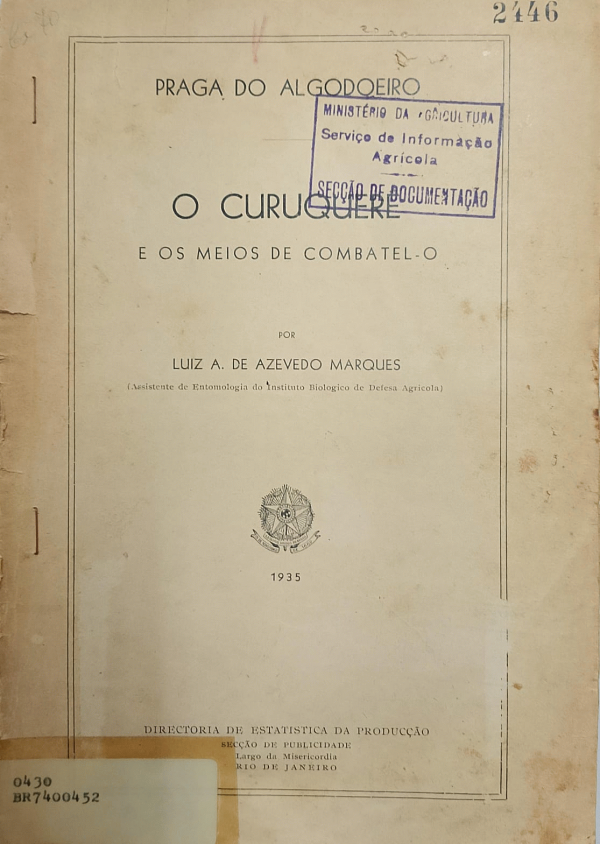 2446
PRAGA DO ALGODOEIRO
MINISTÉRIO DA AGRICULTURA
Serviço de Informação
Agrícola
SECÇÃO DE DOCUMENTAÇÃO
O CURUQUERÊ
E OS MEIOS DE COMBATEL-O
POR
LUIZ A. DE AZEVEDO MARQUES
(Assistente de Entomologia do Instituto Biologico de Defesa Agricola)
1935
DIRECTORIA DE ESTATISTICA DA PRODUCÇÃO
SECÇÃO DE PUBLICIDADE
Largo da Misericordia
RIO DE JANEIRO
0430
BR7400452